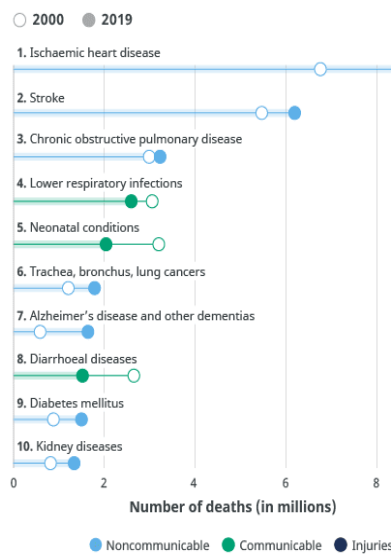 2000 2019
1. Ischaemic heart disease
2. Stroke
3. Chronic obstructive pulmonary disease
4. Lower respiratory infections
5. Neonatal conditions
6. Trachea, bronchus, lung cancers
7. Alzheimer's disease and other dementias
8. Diarrhoeal diseases
9. Diabetes mellitus
10. Kidney diseases
0 2 4 6 8
Number of deaths (in millions)
Noncommunicable Communicable Injuries